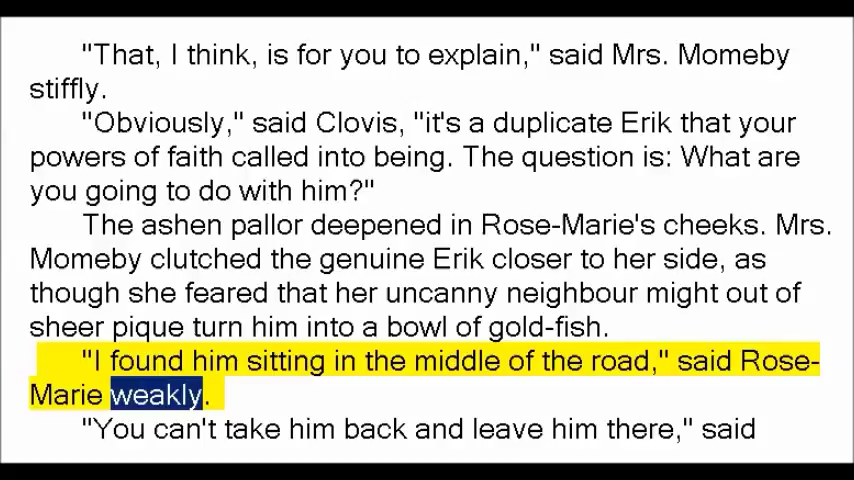 "That, I think, is for you to explain," said Mrs. Momeby
stiffly.
"Obviously," said Clovis, "it's a duplicate Erik that your
powers of faith called into being. The question is: What are
you going to do with him?"
The ashen pallor deepened in Rose-Marie's cheeks. Mrs.
Momeby clutched the genuine Erik closer to her side, as
though she feared that her uncanny neighbour might out of
sheer pique turn him into a bowl of gold-fish.
"I found him sitting in the middle of the road," said Rose-
Marie weakly.
"You can't take him back and leave him there," said